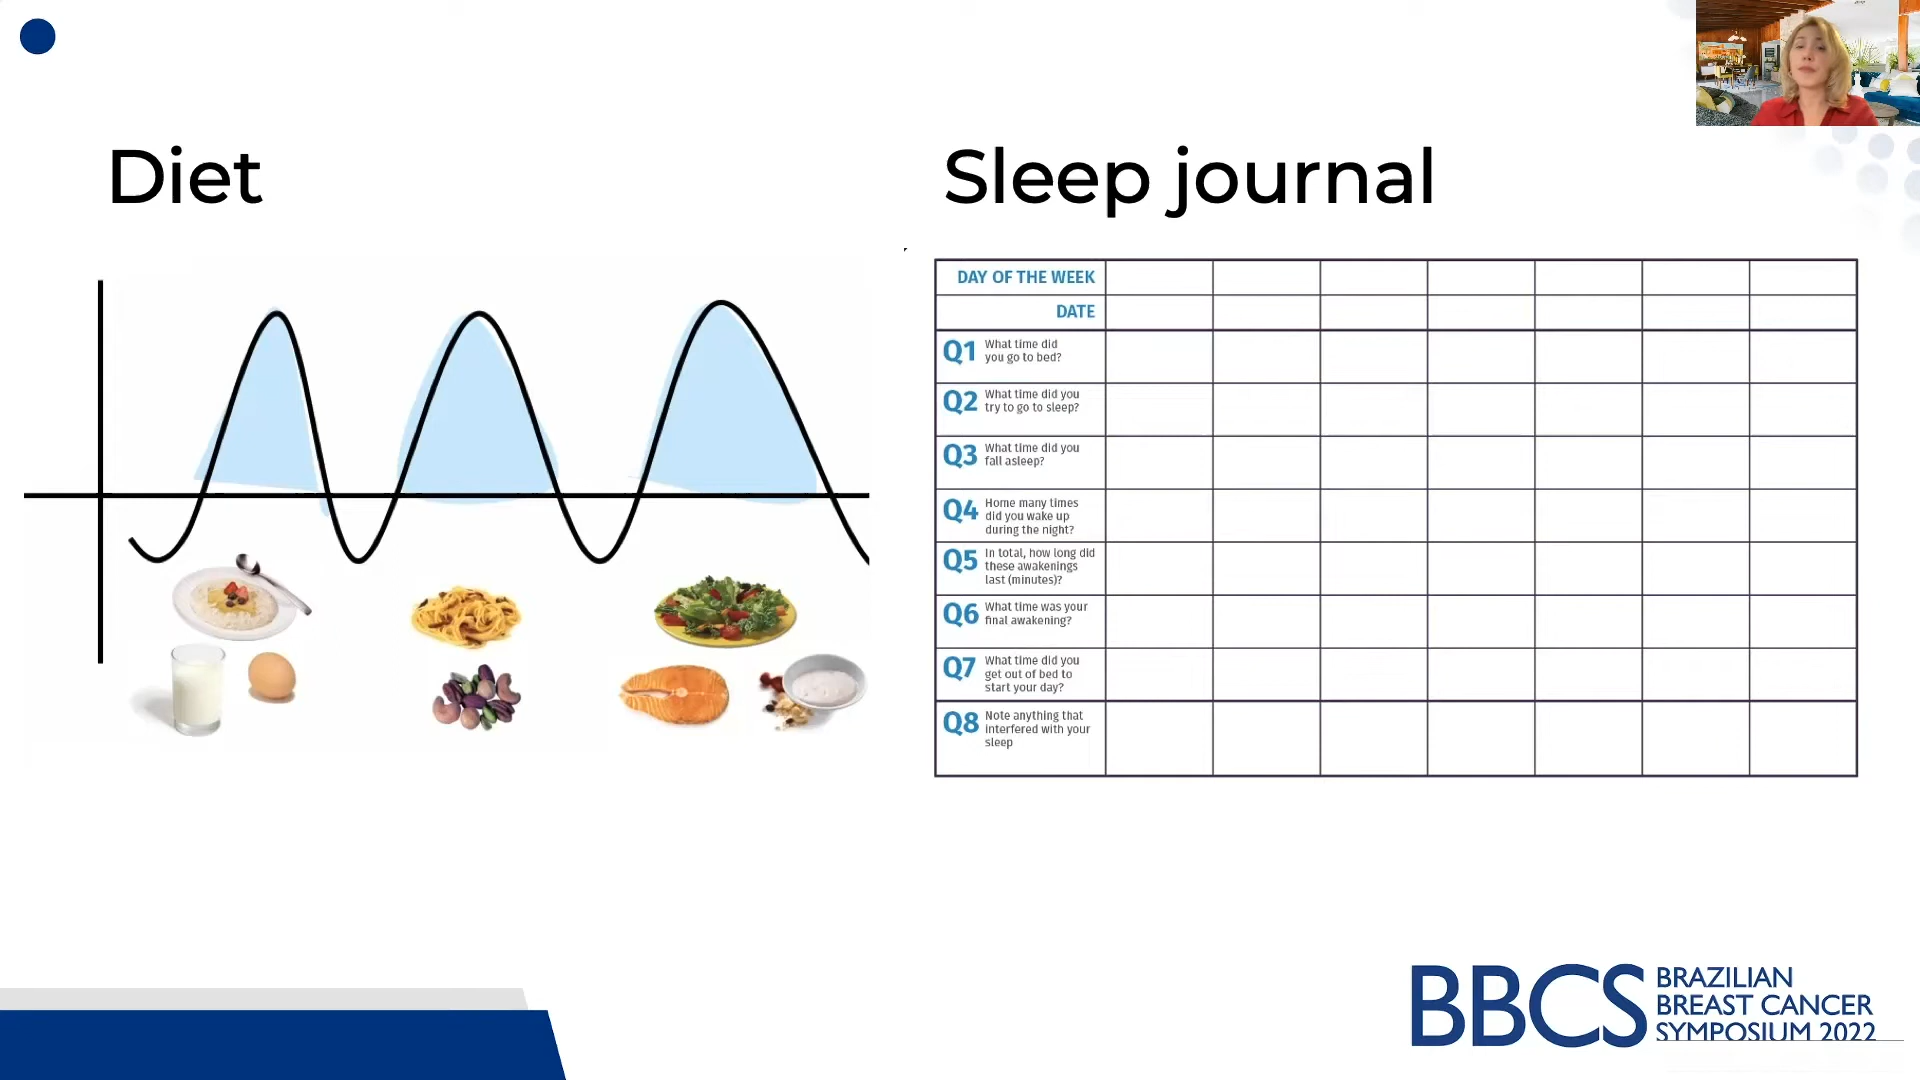 Diet
Sleep journal
DAY OF THE WEEK
DATE
Q1 What time did
you go to bed?
Q2 What time did you
try to go to sleep?
Q3 What time did you
fall asleep?
Q4 Home many times
did you wake up
during the night?
Q5 In total, how long did
these awakenings
last (minutes)?
Q6 What time was your
final awakening?
Q7 What time did you
get out of bed to
start your day?
Q8 Note anything that
interfered with your
sleep
BBCS
BRAZILIAN
BREAST CANCER
SYMPOSIUM 2022